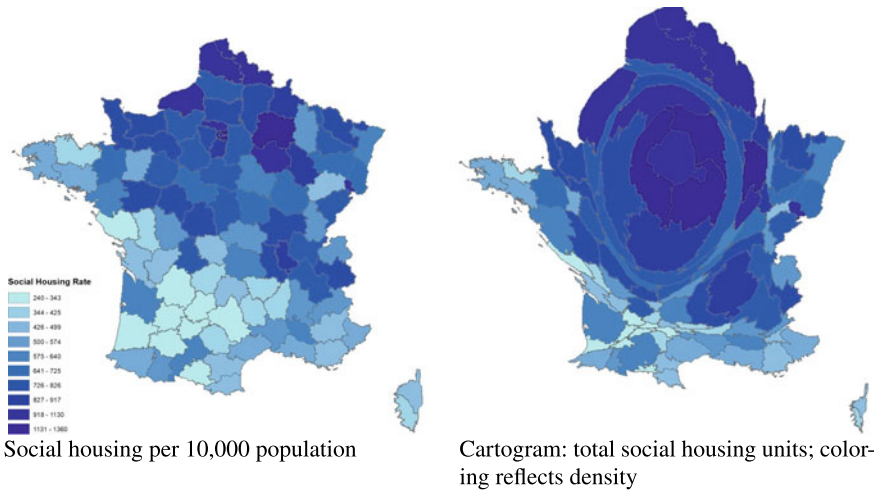 Social Housing Rate
240 - 343
344 - 425
426 - 499
500 - 574
575 - 640
641 - 725
726 - 826
827 - 917
918 - 1130
1131 - 1360
Social housing per 10,000 population
Cartogram: total social housing units; color-
ing reflects density